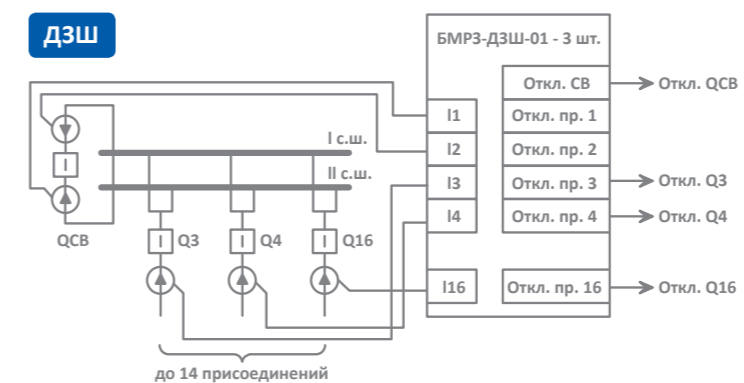 ДЗШ
БМРЗ-ДЗШ-01 - 3 шт.
Откл. СВ
Откл. QСВ
I1
Откл. пр. 1
I с.ш.
I2
Откл. пр. 2
II с.ш.
I3
Откл. пр. 3
Откл. Q3
I4
Откл. пр. 4
Откл. Q4
I
QСВ
I
Q3
I
Q4
I
Q16
I16
Откл. пр. 16
Откл. Q16
до 14 присоединений